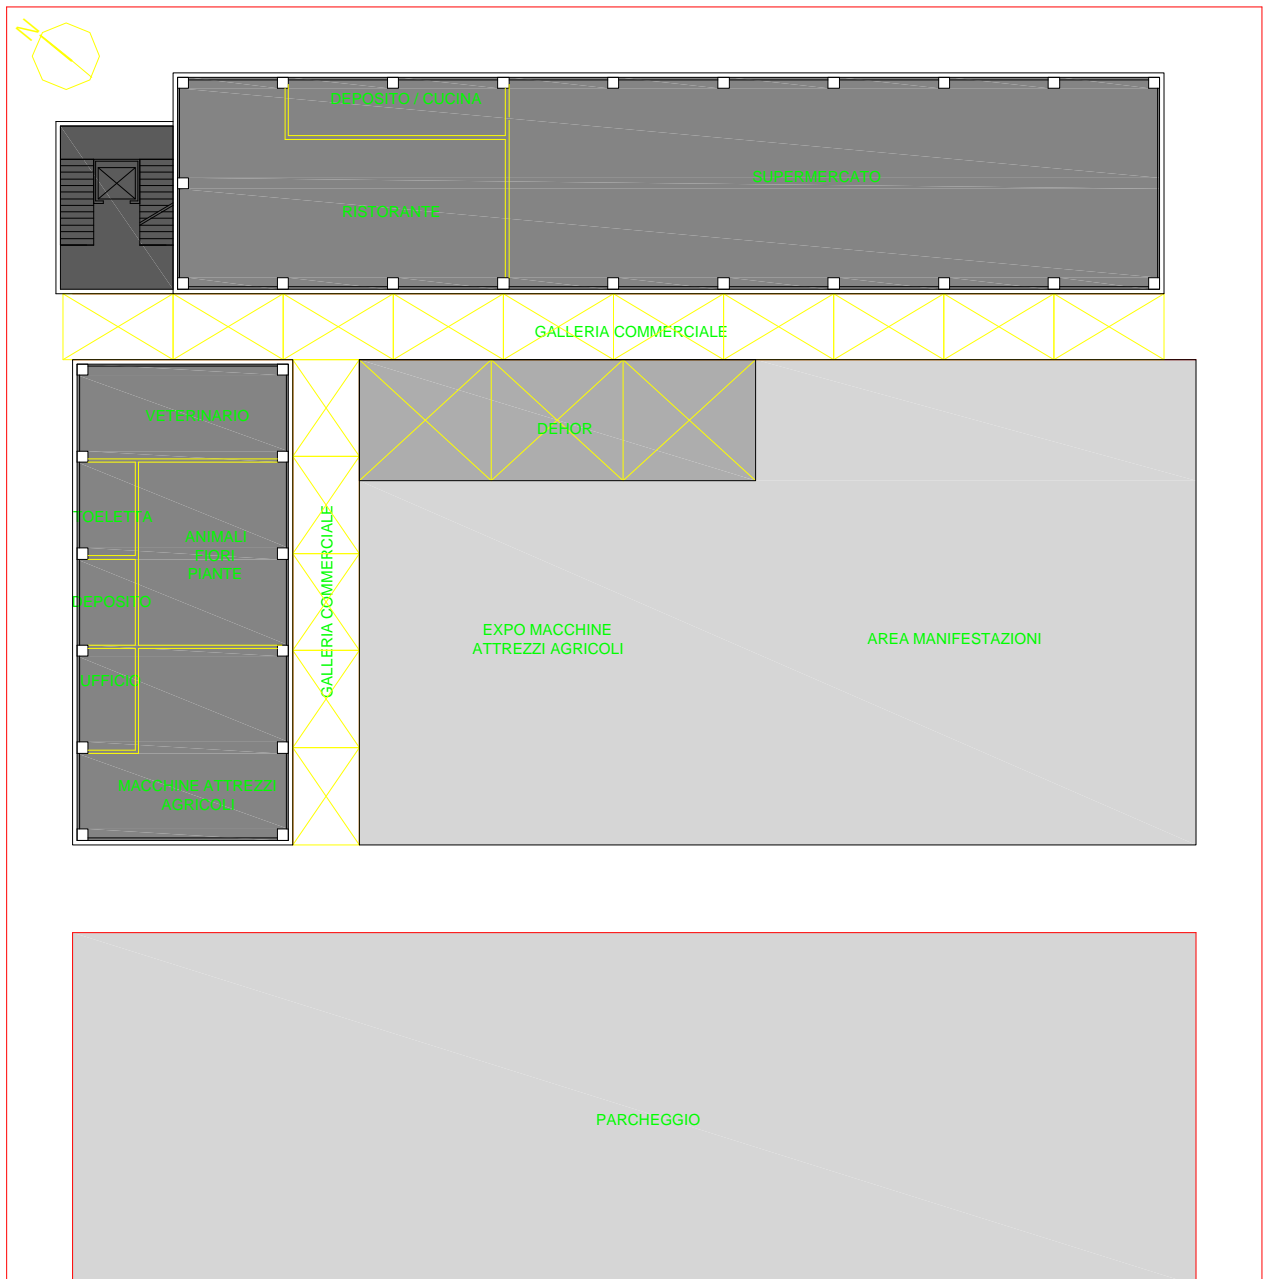 N
DEPOSITO / CUCINA
SUPERMERCATO
RISTORANTE
GALLERIA COMMERCIALE
VETERINARIO
DEHOR
TOELETTA
ANIMALI
FIORI
PIANTE
DEPOSITO
GALLERIA COMMERCIALE
EXPO MACCHINE
ATTREZZI AGRICOLI
AREA MANIFESTAZIONI
UFFICIO
MACCHINE ATTREZZI
AGRICOLI
PARCHEGGIO